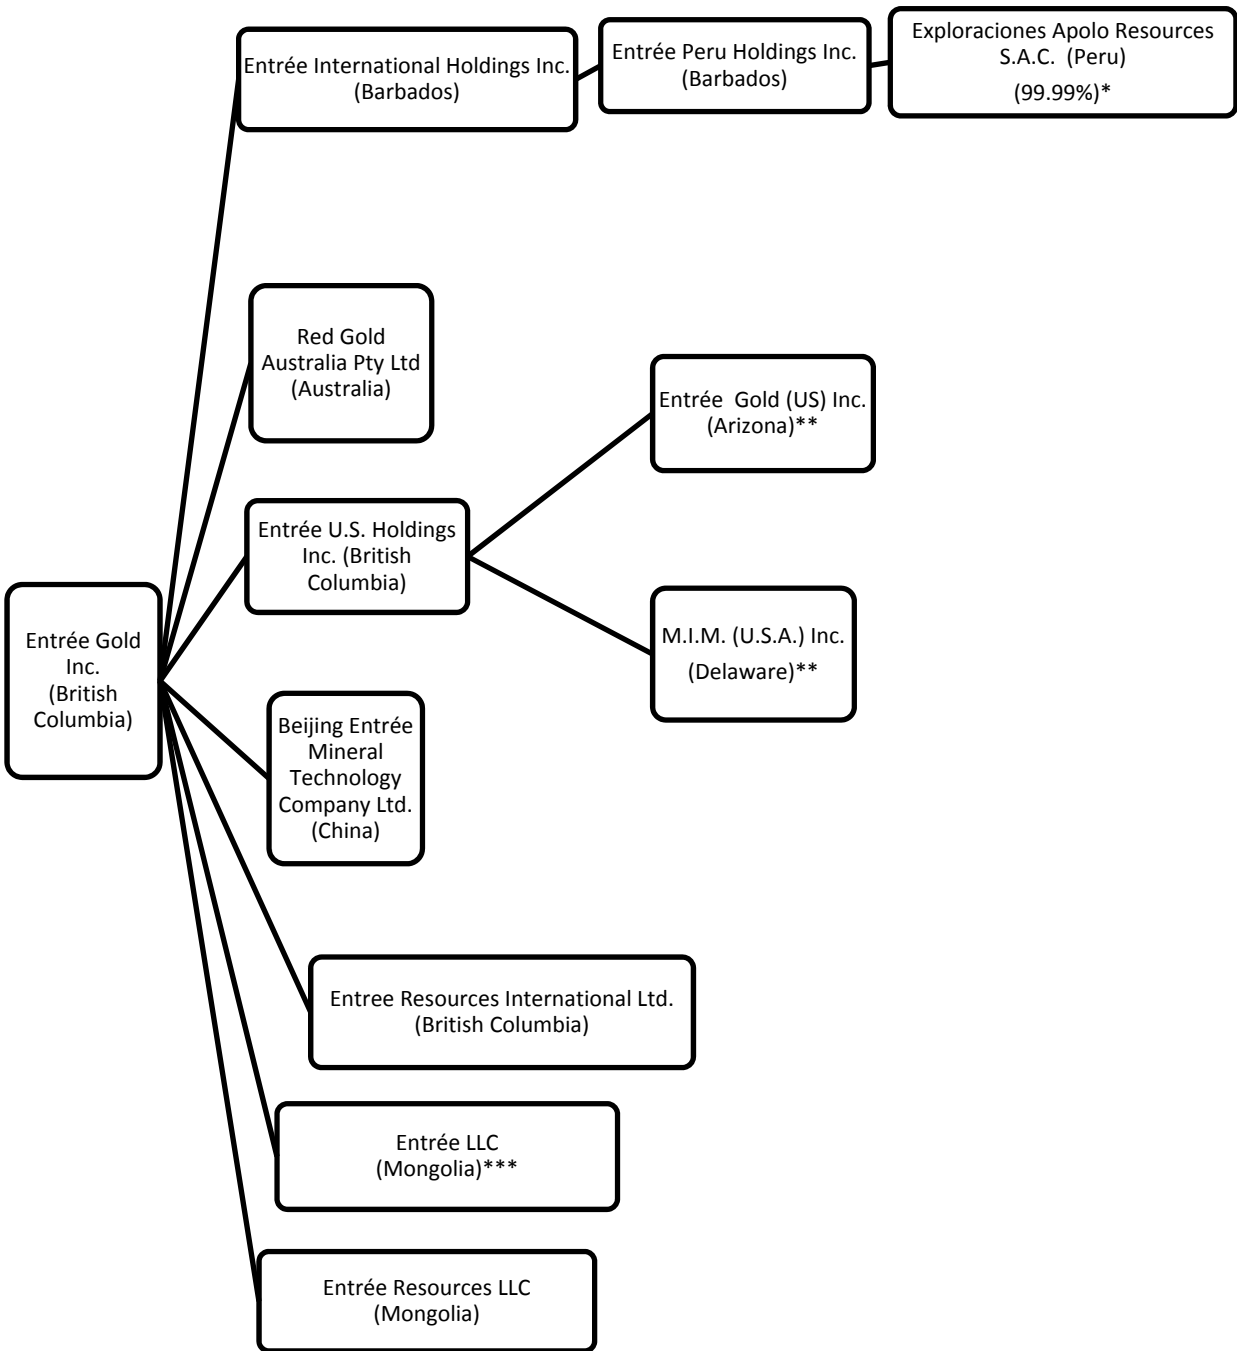 Entrée International Holdings Inc.
(Barbados)
Entrée Peru Holdings Inc.
(Barbados)
Exploraciones Apolo Resources
S.A.C.  (Peru)
(99.99%)*
Red Gold
Australia Pty Ltd
(Australia)
Entrée  Gold (US) Inc.
(Arizona)**
Entrée U.S. Holdings
Inc. (British
Columbia)
M.I.M. (U.S.A.) Inc.
(Delaware)**
Entrée Gold
Inc.
(British
Columbia)
Beijing Entrée
Mineral
Technology
Company Ltd.
(China)
Entree Resources International Ltd.
(British Columbia)
Entrée LLC
(Mongolia)***
Entrée Resources LLC
(Mongolia)